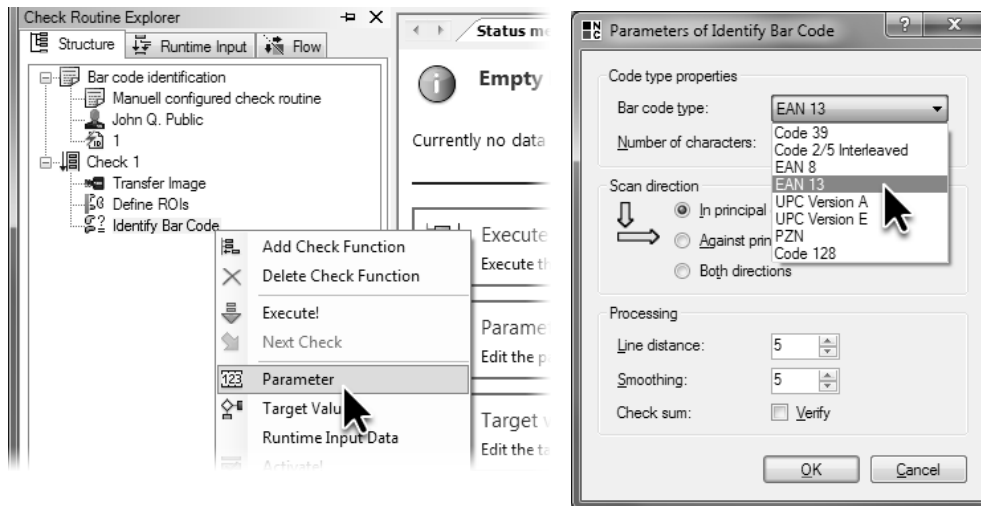 Check Routine Explorer
Structure
Runtime Input
Flow
Bar code identification
Manuell configured check routine
John Q. Public
1
Check 1
Transfer Image
Define ROIs
Identify Bar Code
Add Check Function
Delete Check Function
Execute!
Next Check
123 Parameter
Target Valu
Runtime Input Data
Activate!
Status me
Empty
Currently no data
Execute
Execute th
Parame
Edit the p
Target v
Edit the ta
NC Parameters of Identify Bar Code
Code type properties
Bar code type: EAN 13
Number of characters:
Code 39
Code 2/5 Interleaved
EAN 8
EAN 13
UPC Version A
UPC Version E
PZN
Code 128
Scan direction
In principal
Against prin
Both directions
Processing
Line distance: 5
Smoothing: 5
Check sum: Verify
OK Cancel